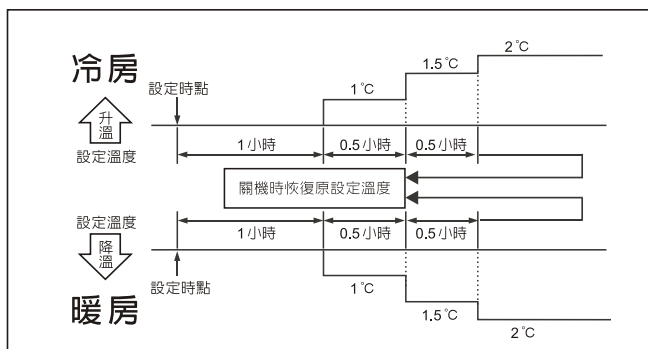 冷房
升溫
設定溫度
設定時點
1°C
1.5°C
2°C
1小時
0.5小時
0.5小時
關機時恢復原設定溫度
設定溫度
降溫
暖房
1小時
0.5小時
0.5小時
設定時點
1°C
1.5°C
2°C